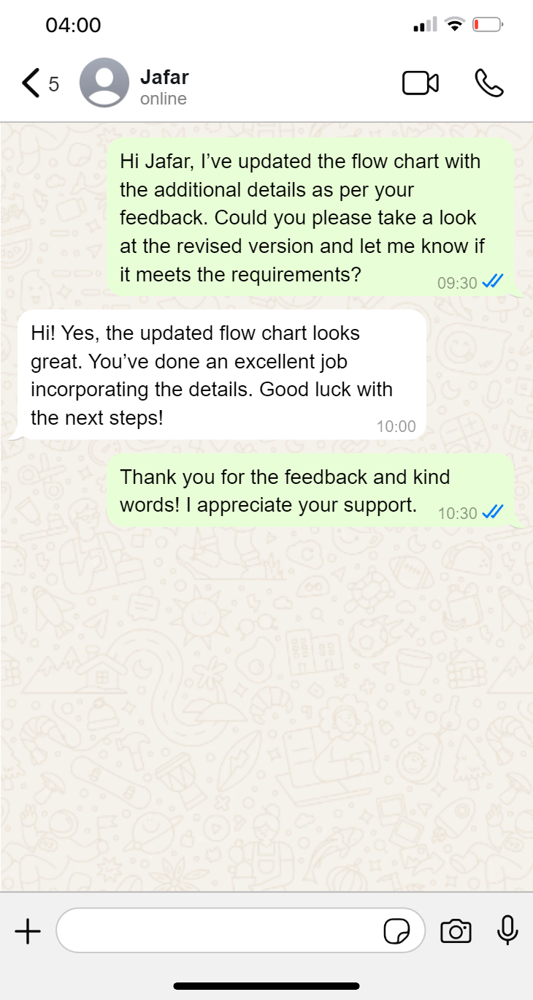 04:00
5
Jafar
online
Hi Jafar, I’ve updated the flow chart with
the additional details as per your
feedback. Could you please take a look
at the revised version and let me know if
it meets the requirements?
09:30
Hi! Yes, the updated flow chart looks
great. You’ve done an excellent job
incorporating the details. Good luck with
the next steps!
10:00
Thank you for the feedback and kind
words! I appreciate your support.
10:30